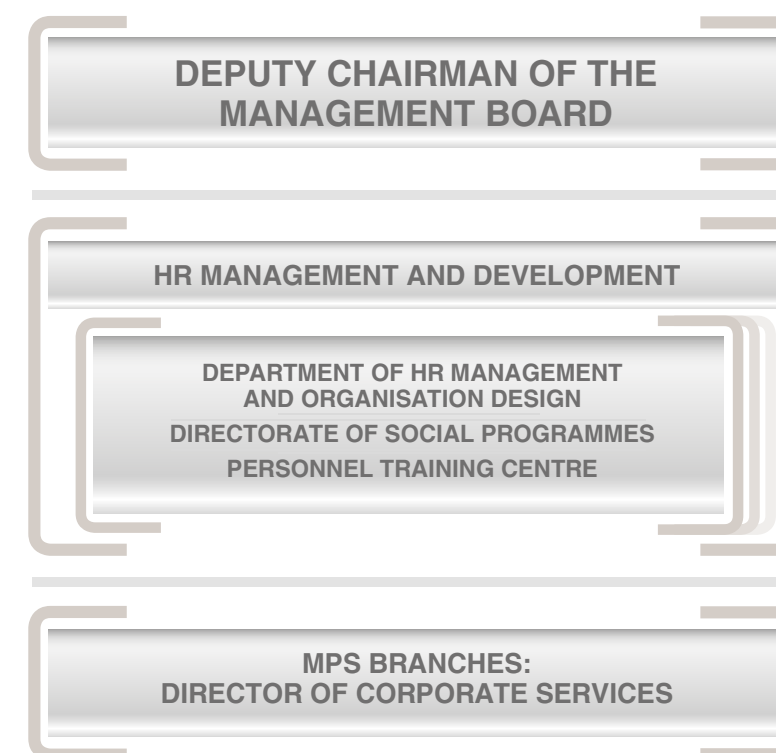 DEPUTY CHAIRMAN OF THE
MANAGEMENT BOARD
HR MANAGEMENT AND DEVELOPMENT
DEPARTMENT OF HR MANAGEMENT
AND ORGANISATION DESIGN
DIRECTORATE OF SOCIAL PROGRAMMES
PERSONNEL TRAINING CENTRE
MPS BRANCHES:
DIRECTOR OF CORPORATE SERVICES